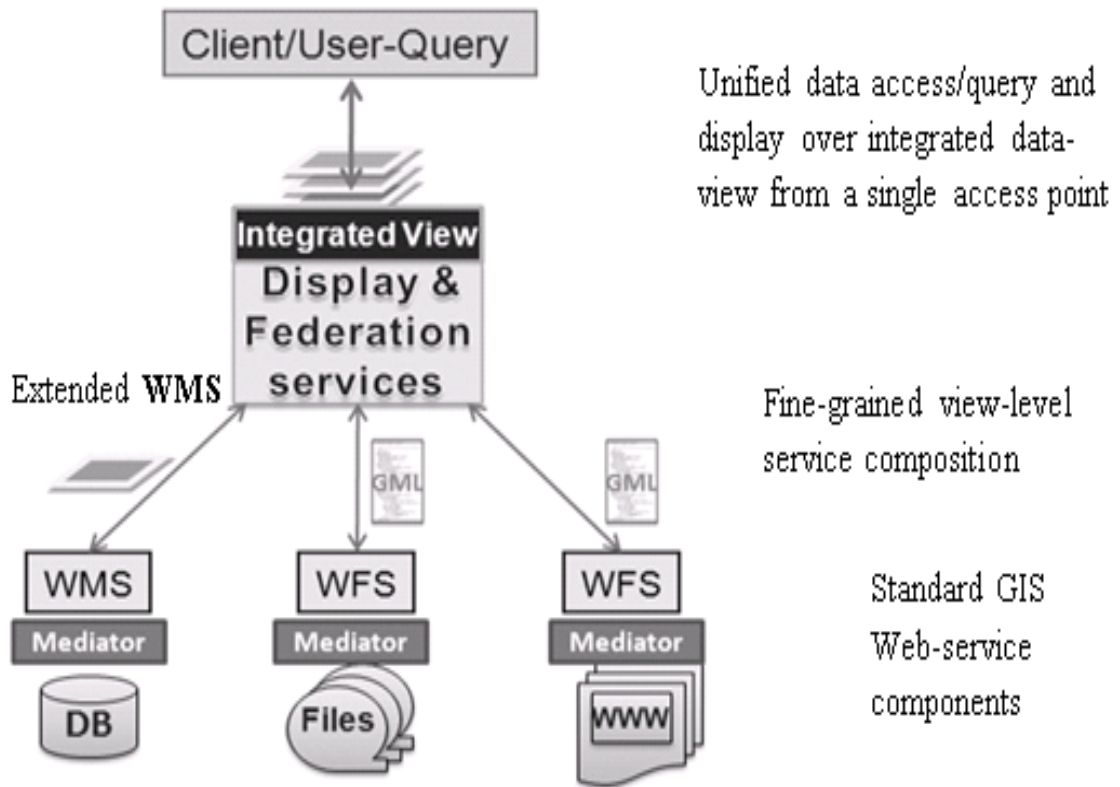 Client/User-Query
Unified data access/query and
display over integrated data-
view from a single access point
Integrated View
Display &
Federation
services
Extended WMS
Fine-grained view-level
service composition
GML
GML
WMS
WFS
WFS
Standard GIS
Web-service
components
Mediator
Mediator
Mediator
DB
Files
WWW